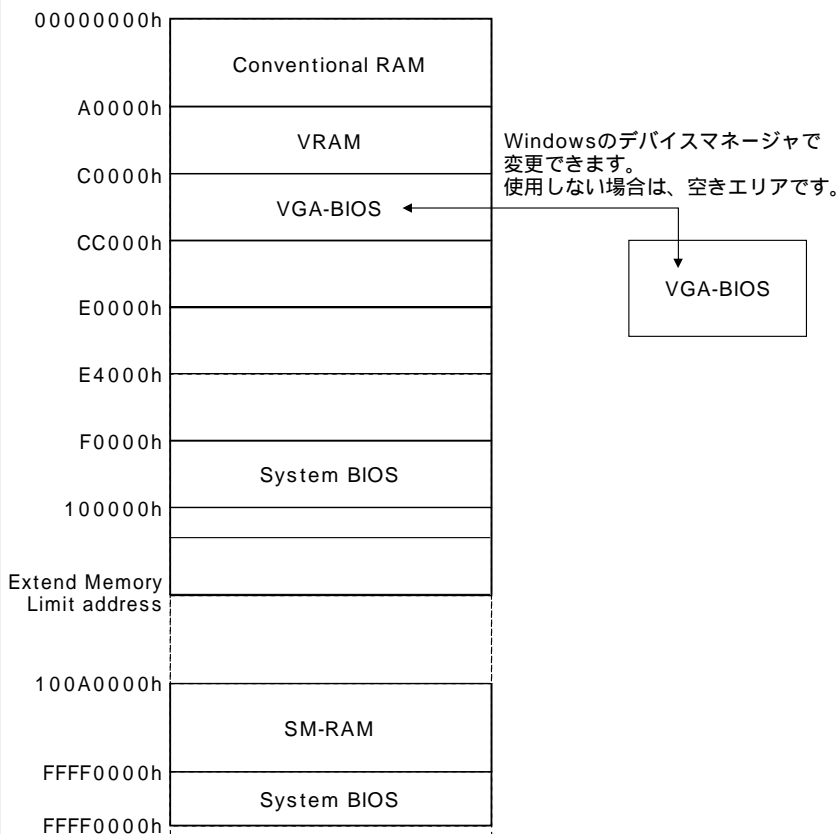 00000000h
Conventional RAM
A0000h
VRAM
Windowsのデバイスマネージャで
変更できます。
使用しない場合は、空きエリアです。
C0000h
VGA-BIOS
CC000h
VGA-BIOS
E0000h
E4000h
F0000h
System BIOS
100000h
Extend Memory
Limit address
100A0000h
SM-RAM
FFFF0000h
System BIOS
FFFF0000h